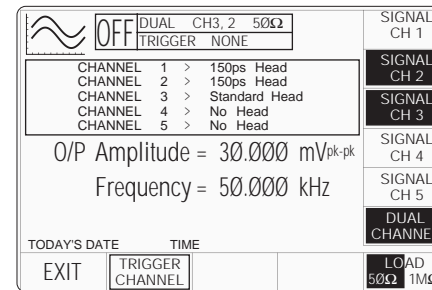 OFF DUAL CH3, 2 50Ω
TRIGGER NONE
CHANNEL 1 > 150ps Head
CHANNEL 2 > 150ps Head
CHANNEL 3 > Standard Head
CHANNEL 4 > No Head
CHANNEL 5 > No Head
O/P Amplitude = 30.000 mVpk-pk
Frequency = 50.000 kHz
TODAY'S DATE TIME
SIGNAL
CH 1
SIGNAL
CH 2
SIGNAL
CH 3
SIGNAL
CH 4
SIGNAL
CH 5
DUAL
CHANNE
EXIT
TRIGGER
CHANNEL
LOAD
50Ω 1MΩ